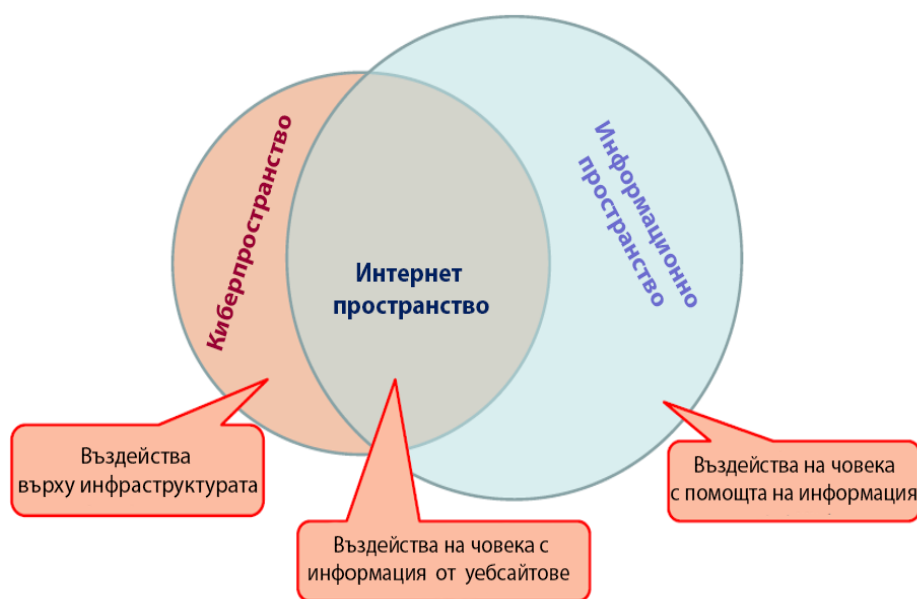 Киберпространство
Интернет
пространство
Информационно
пространство
Въздейства
върху инфраструктурата
Въздейства на човека с
информация от уебсайтове
Въздейства на човека
с помощта на информация